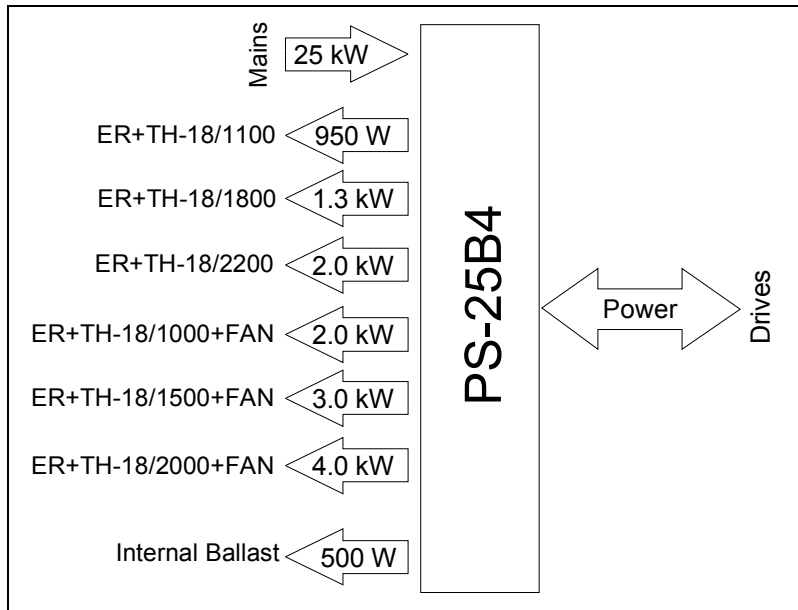 Mains
25 kW
ER+TH-18/1100
950 W
ER+TH-18/1800
1.3 kW
ER+TH-18/2200
2.0 kW
ER+TH-18/1000+FAN
2.0 kW
ER+TH-18/1500+FAN
3.0 kW
ER+TH-18/2000+FAN
4.0 kW
Internal Ballast
500 W
PS-25B4
Power
Drives